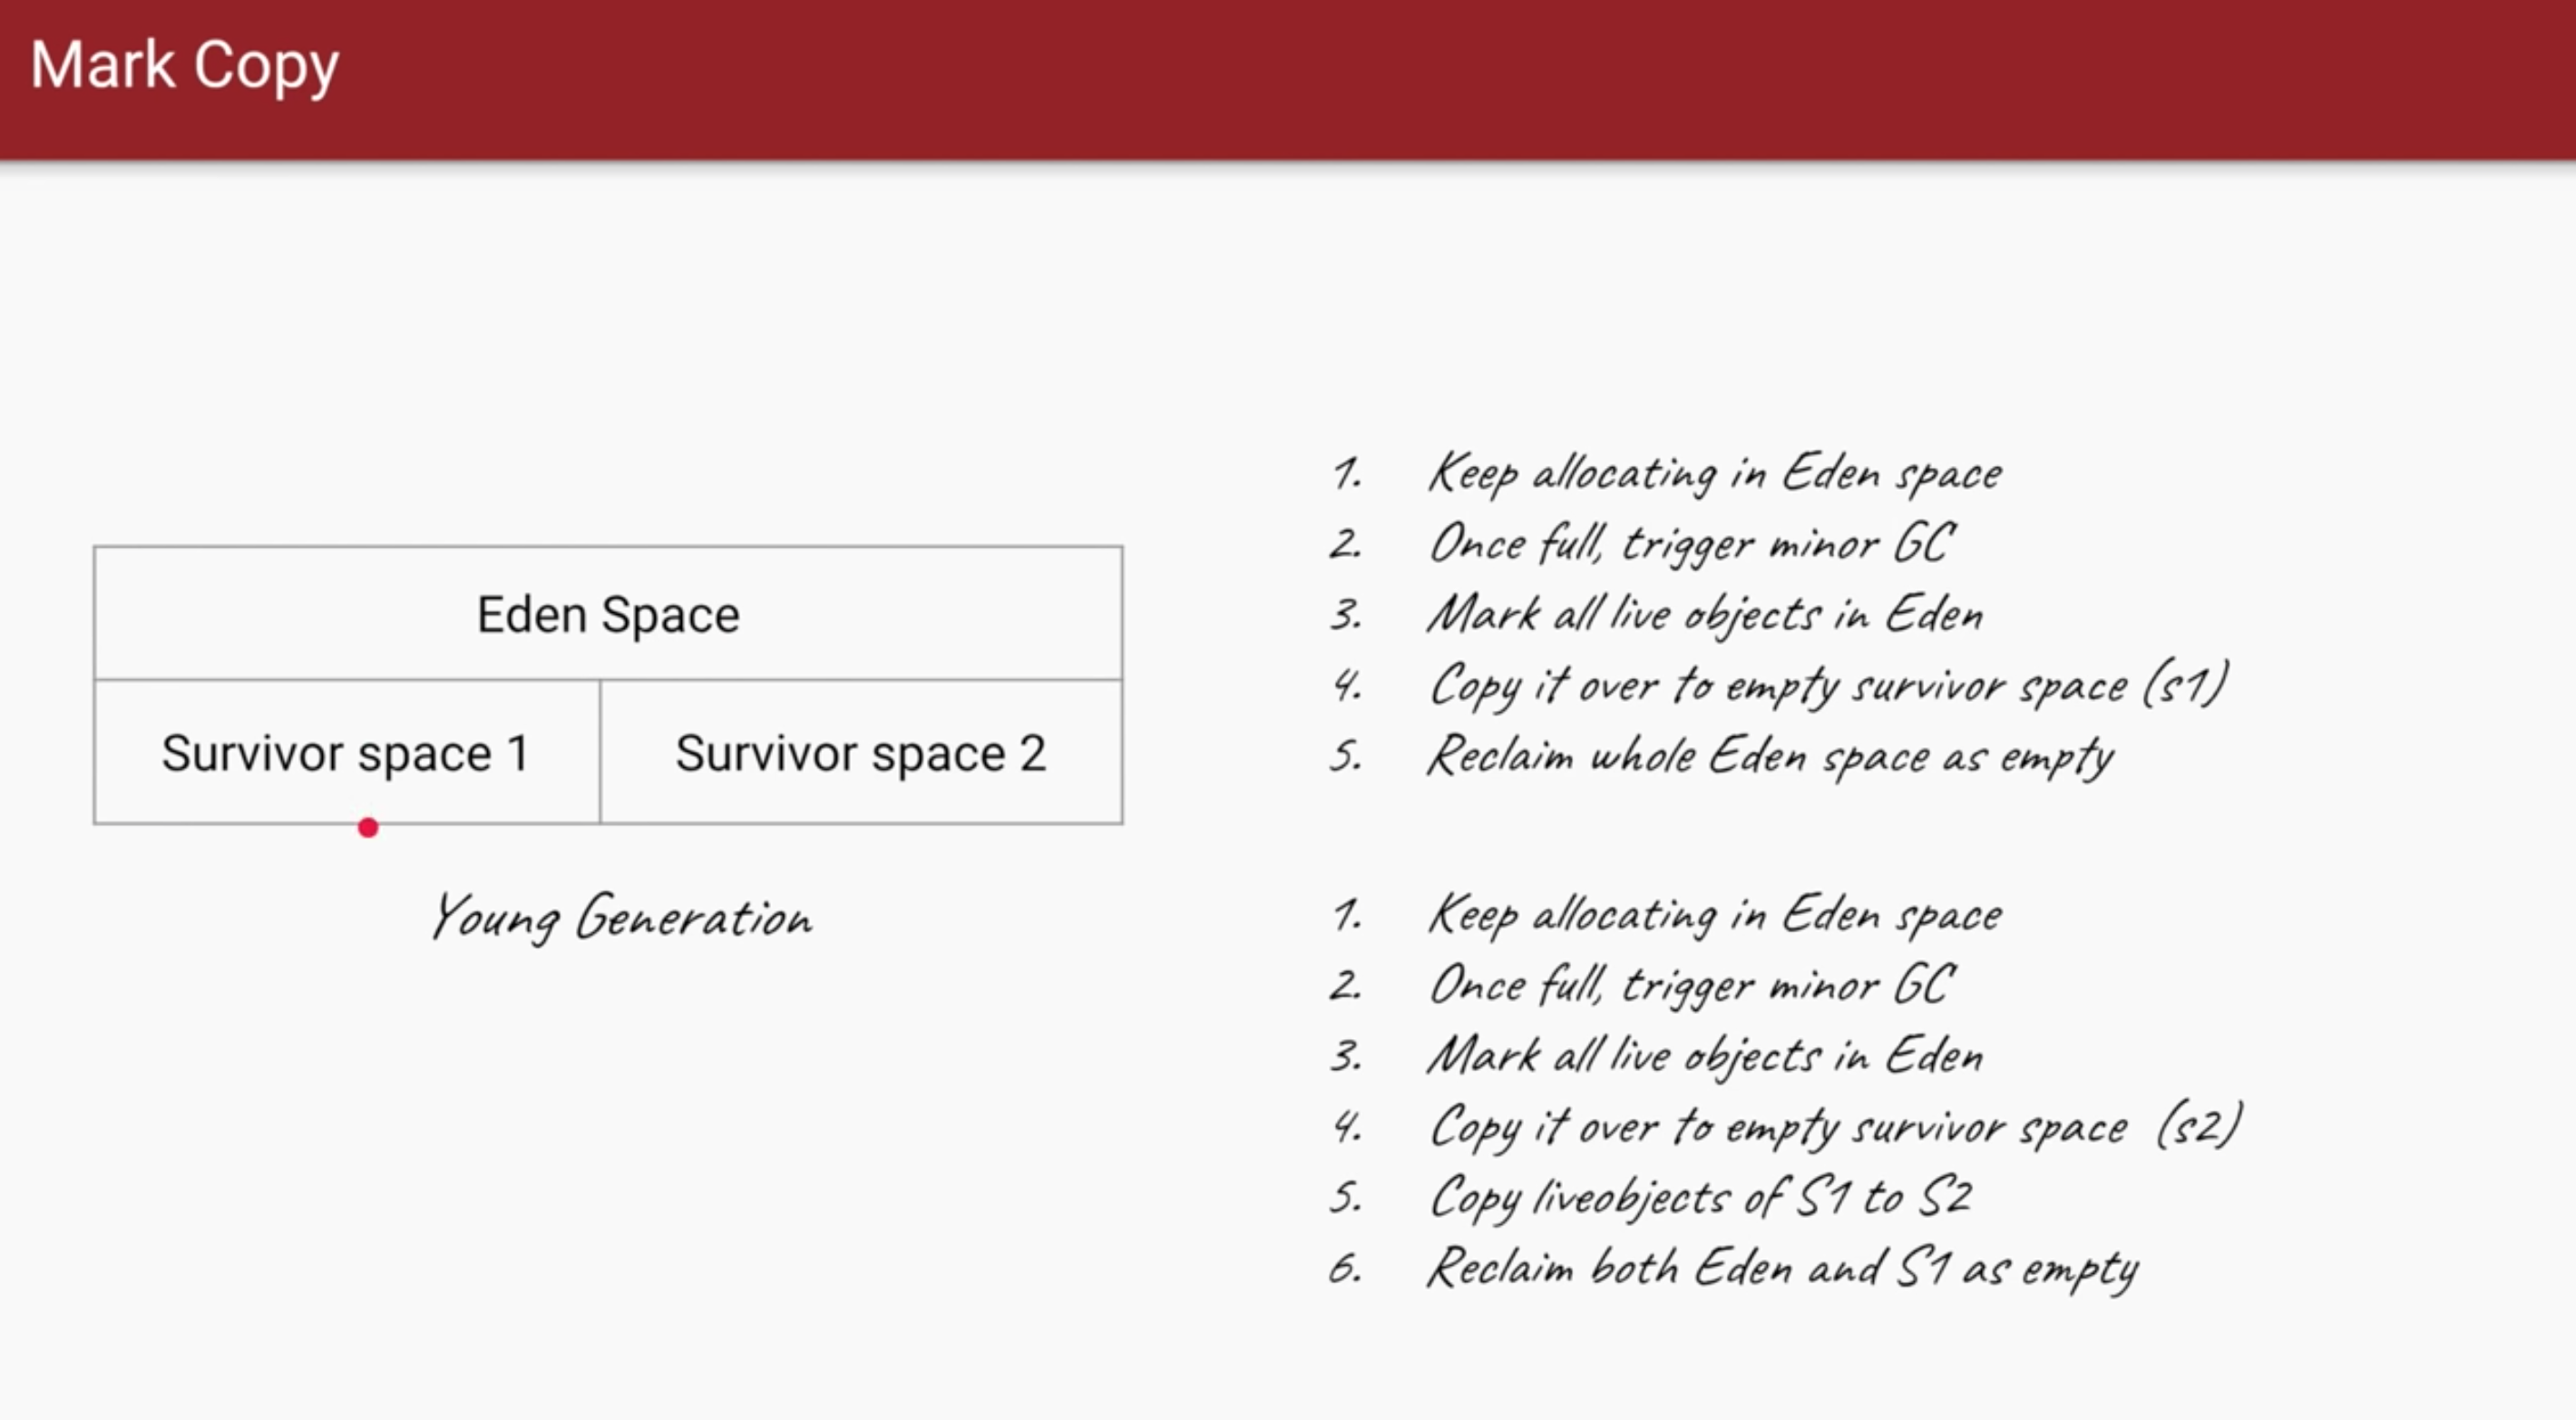 Mark Copy
Eden Space
Survivor space 1
Survivor space 2
Young Generation
1. Keep allocating in Eden space
2. Once full, trigger minor GC
3. Mark all live objects in Eden
4. Copy it over to empty survivor space (s1)
5. Reclaim whole Eden space as empty
1. Keep allocating in Eden space
2. Once full, trigger minor GC
3. Mark all live objects in Eden
4. Copy it over to empty survivor space (s2)
5. Copy liveobjects of S1 to S2
6. Reclaim both Eden and S1 as empty